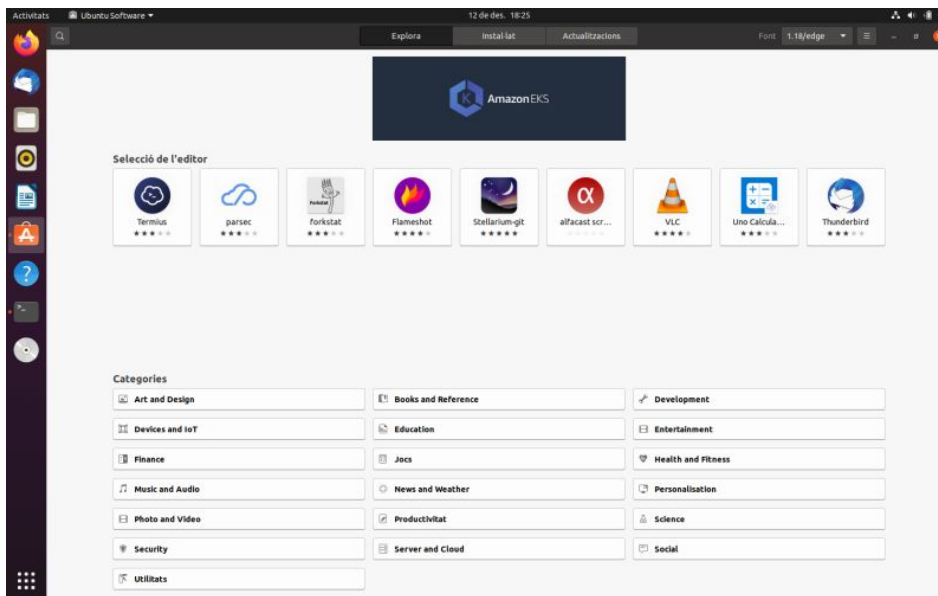 Activitats Ubuntu Software 12 de des. 18:25
Explora Instal·lat Actualitzacions Font 1.18/edge
Amazon EKS
Selecció de l'editor
Termius parsec forkstat Flameshot Stellarium-git alfacast scr... VLC Uno Calcula... Thunderbird
Categories
Art and Design Books and Reference Development
Devices and IoT Education Entertainment
Finance Jocs Health and Fitness
Music and Audio News and Weather Personalisation
Photo and Video Productivitat Science
Security Server and Cloud Social
Utilitats